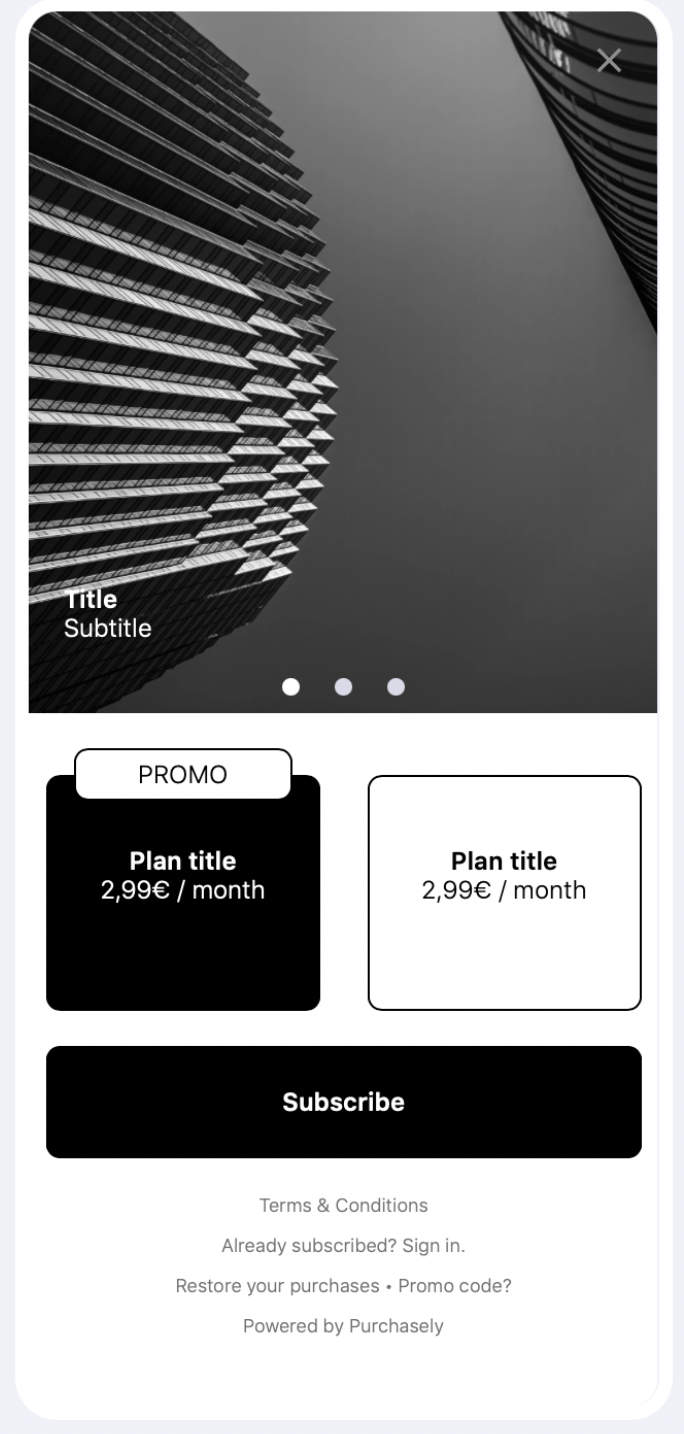 Title
Subtitle
PROMO
Plan title
2,99€ / month
Plan title
2,99€ / month
Subscribe
Terms & Conditions
Already subscribed? Sign in.
Restore your purchases • Promo code?
Powered by Purchasely